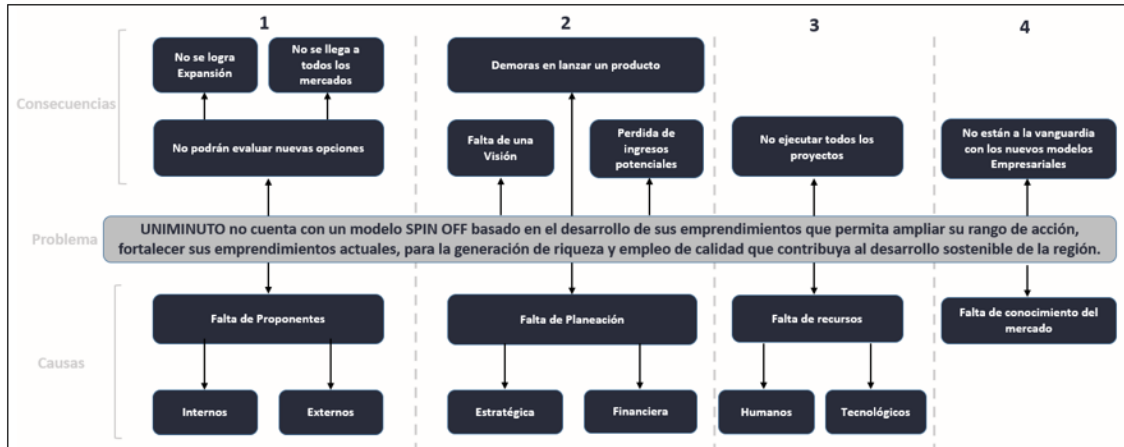 1
2
3
4
Consecuencias
No se logra
Expansión
No se llega a
todos los
mercados
Demoras en lanzar un producto
No podrán evaluar nuevas opciones
Falta de una
Visión
Perdida de
ingresos
potenciales
No ejecutar todos los
proyectos
No están a la vanguardia
con los nuevos modelos
Empresariales
Problema
UNIMINUTO no cuenta con un modelo SPIN OFF basado en el desarrollo de sus emprendimientos que permita ampliar su rango de acción,
fortalecer sus emprendimientos actuales, para la generación de riqueza y empleo de calidad que contribuya al desarrollo sostenible de la región.
Causas
Falta de Proponentes
Falta de Planeación
Falta de recursos
Falta de conocimiento del
mercado
Internos
Externos
Estratégica
Financiera
Humanos
Tecnológicos